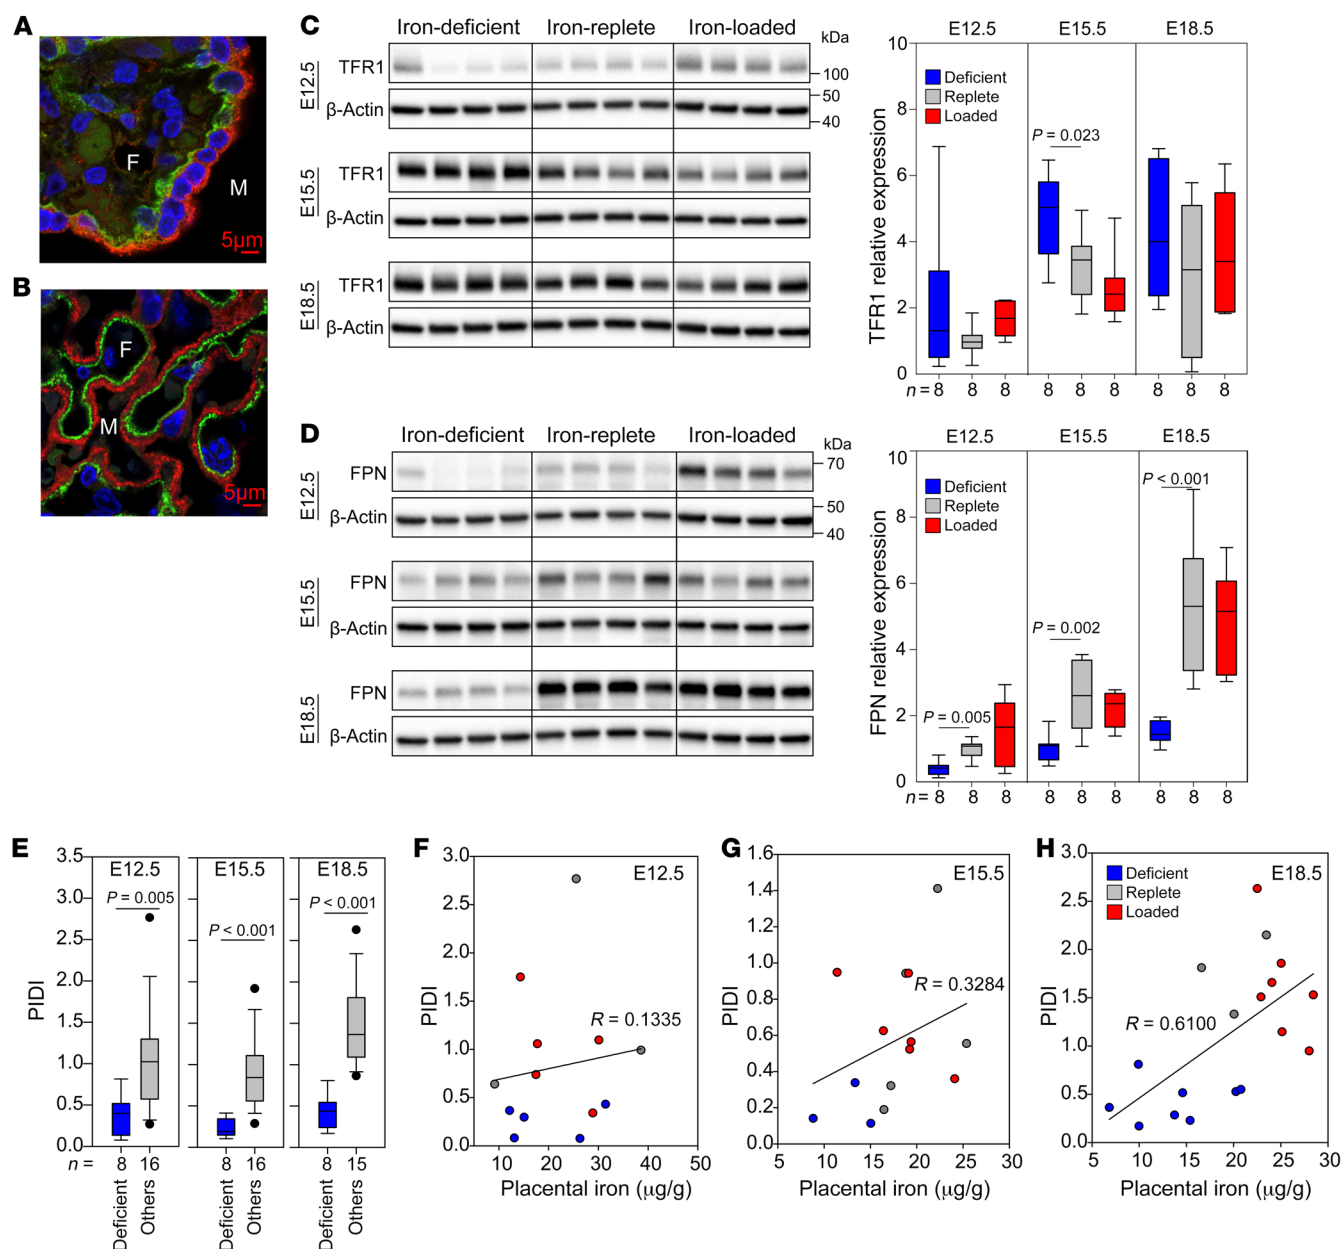 A
F
M
5µm
B
F
M
5µm
C
Iron-deficient Iron-replete Iron-loaded
kDa
E12.5
TFR1
100
β-Actin
50
40
E15.5
TFR1
β-Actin
E18.5
TFR1
β-Actin
E12.5 E15.5 E18.5
TFR1 relative expression
10
8
6
4
2
0
Deficient
Replete
Loaded
P = 0.023
n = 8 8 8 8 8 8 8 8 8
D
Iron-deficient Iron-replete Iron-loaded
kDa
E12.5
FPN
70
β-Actin
50
40
E15.5
FPN
β-Actin
E18.5
FPN
β-Actin
E12.5 E15.5 E18.5
FPN relative expression
10
8
6
4
2
0
Deficient
Replete
Loaded
P = 0.005
P = 0.002
P < 0.001
n = 8 8 8 8 8 8 8 8 8
E
PIDI
3.5
3.0
2.5
2.0
1.5
1.0
0.5
0.0
E12.5 E15.5 E18.5
P = 0.005
P < 0.001
P < 0.001
n = 8 16 8 16 8 15
Deficient Others Deficient Others Deficient Others
F
E12.5
PIDI
3.0
2.5
2.0
1.5
1.0
0.5
0.0
R = 0.1335
10 20 30 40 50
Placental iron (µg/g)
G
E15.5
PIDI
1.6
1.4
1.2
1.0
0.8
0.6
0.4
0.2
0.0
R = 0.3284
5 10 15 20 25 30
Placental iron (µg/g)
H
E18.5
Deficient
Replete
Loaded
PIDI
3.0
2.5
2.0
1.5
1.0
0.5
0.0
R = 0.6100
5 10 15 20 25 30
Placental iron (µg/g)